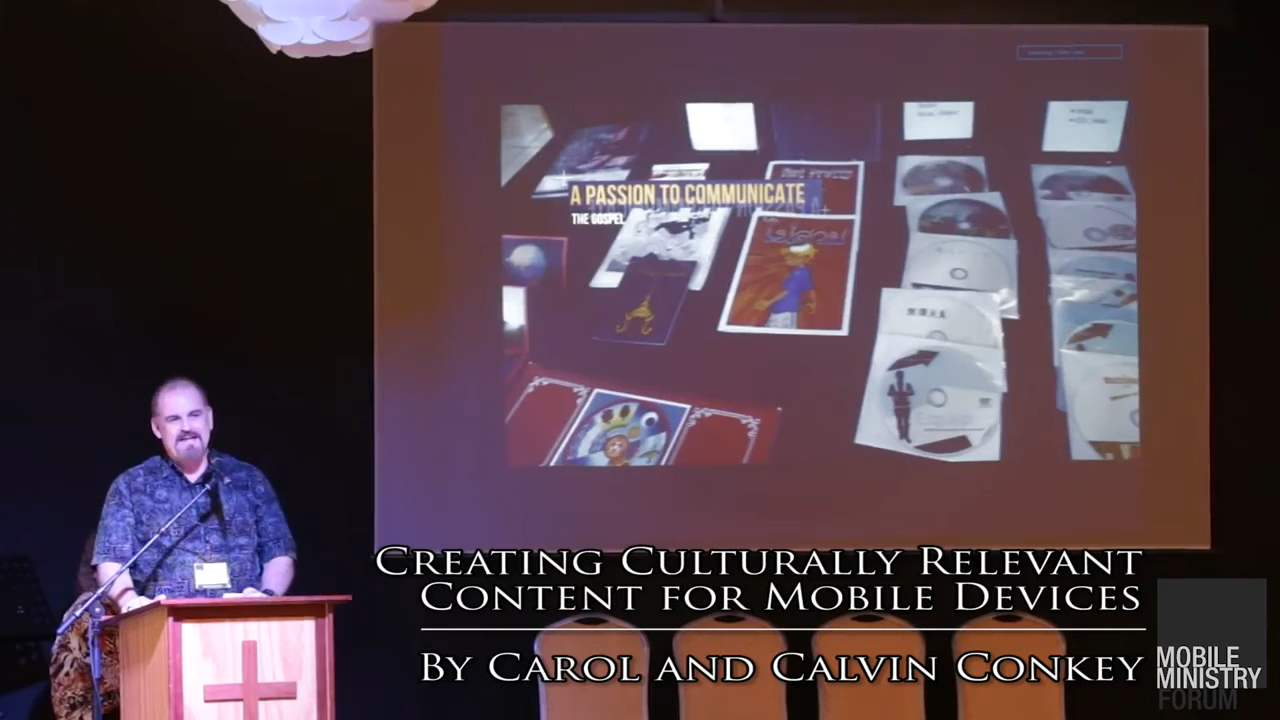 A PASSION TO COMMUNICATE
THE GOSPEL
CREATING CULTURALLY RELEVANT
CONTENT FOR MOBILE DEVICES
BY CAROL AND CALVIN CONKEY
MOBILE
MINISTRY
FORUM